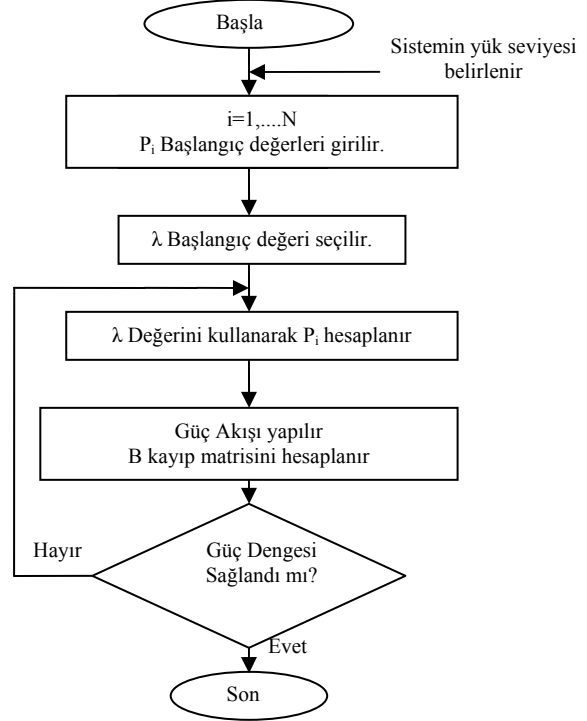 Başla
Sistemin yük seviyesi
belirlenir
i=1,....N
Pᵢ Başlangıç değerleri girilir.
λ Başlangıç değeri seçilir.
λ Değerini kullanarak Pᵢ hesaplanır
Güç Akışı yapılır
B kayıp matrisini hesaplanır
Hayır
Güç Dengesi
Sağlandı mı?
Evet
Son